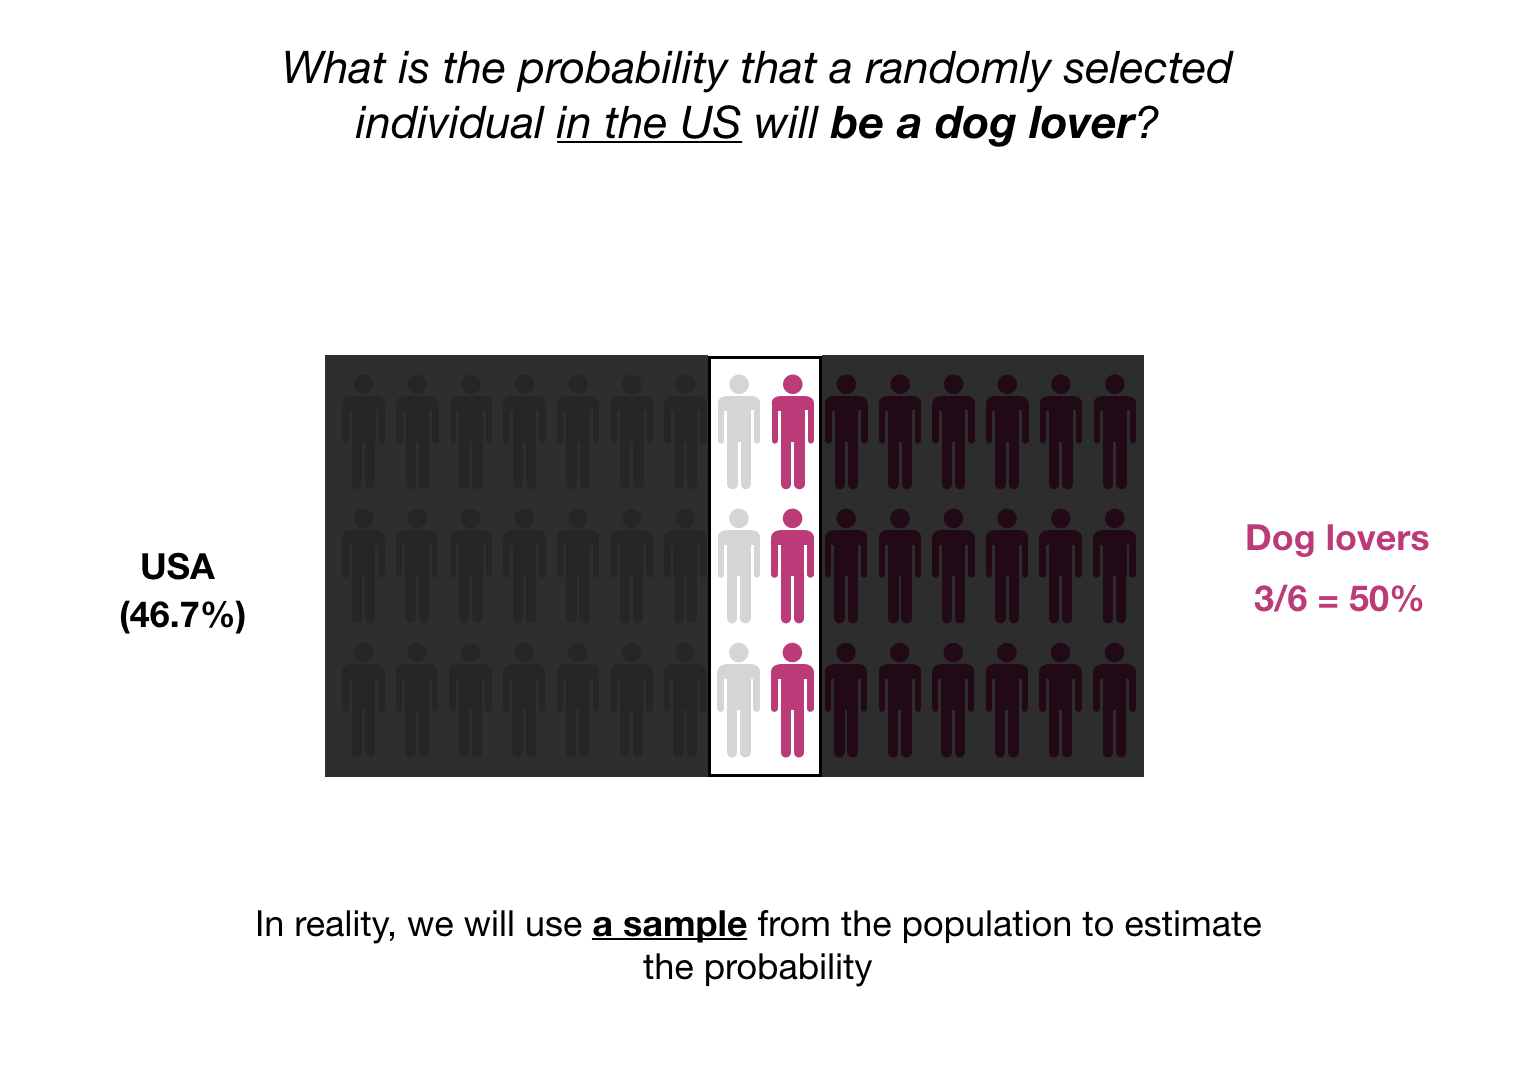 What is the probability that a randomly selected
individual in the US will be a dog lover?
USA
(46.7%)
Dog lovers
3/6 = 50%
In reality, we will use a sample from the population to estimate
the probability